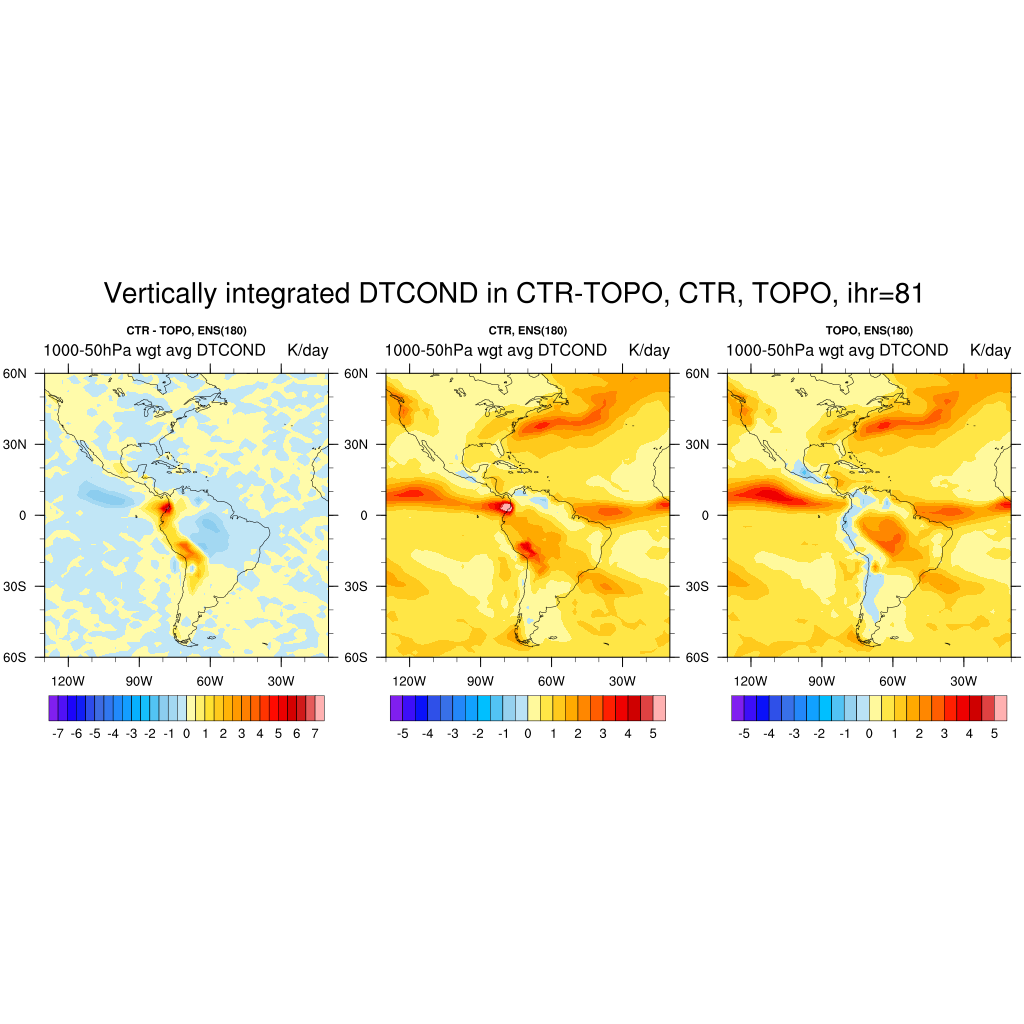 Vertically integrated DTCOND in CTR-TOPO, CTR, TOPO, ihr=81
CTR - TOPO, ENS(180)
1000-50hPa wgt avg DTCOND K/day
60N
30N
0
30S
60S
120W 90W 60W 30W
-7 -6 -5 -4 -3 -2 -1 0 1 2 3 4 5 6 7
CTR, ENS(180)
1000-50hPa wgt avg DTCOND K/day
60N
30N
0
30S
60S
120W 90W 60W 30W
-5 -4 -3 -2 -1 0 1 2 3 4 5
TOPO, ENS(180)
1000-50hPa wgt avg DTCOND K/day
60N
30N
0
30S
60S
120W 90W 60W 30W
-5 -4 -3 -2 -1 0 1 2 3 4 5